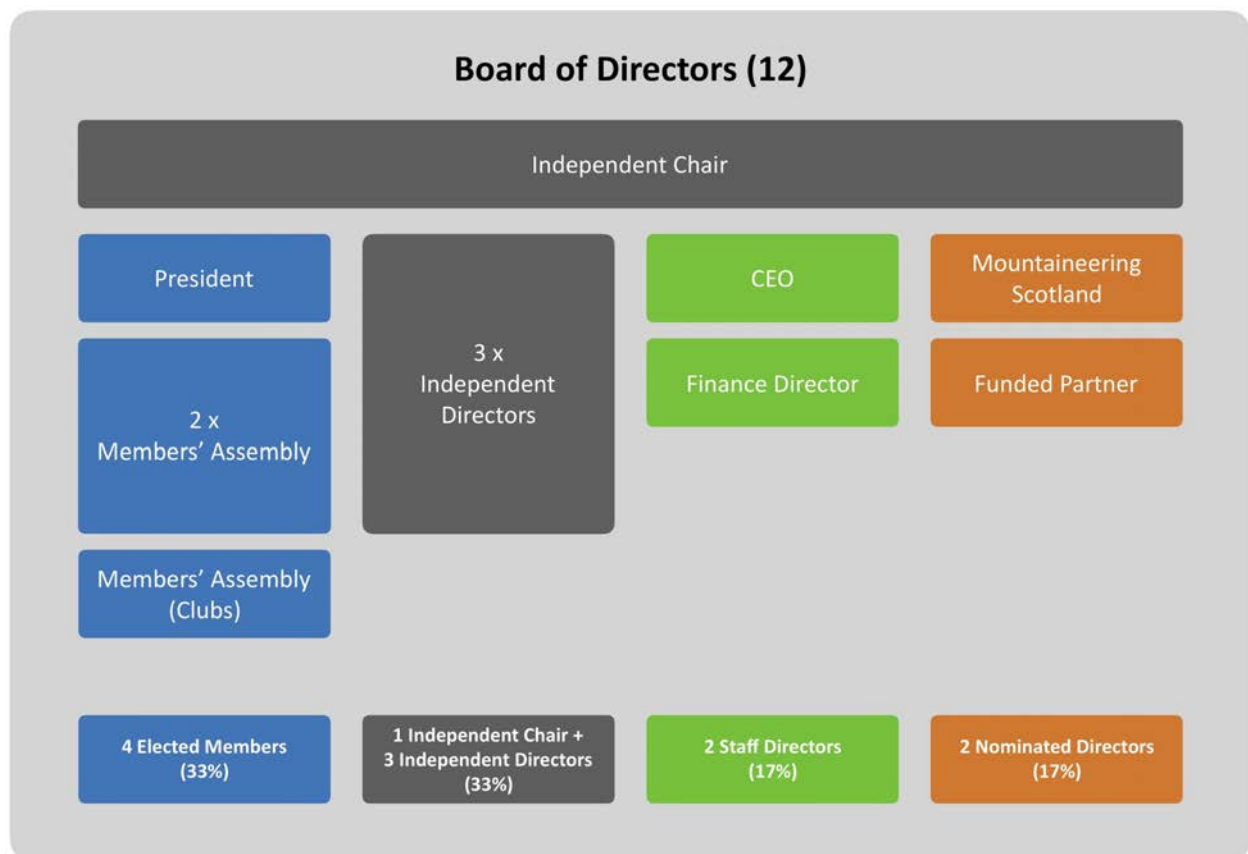 Board of Directors (12)
Independent Chair
President
2 x
Members’ Assembly
Members’ Assembly
(Clubs)
3 x
Independent
Directors
CEO
Finance Director
Mountaineering
Scotland
Funded Partner
4 Elected Members
(33%)
1 Independent Chair +
3 Independent Directors
(33%)
2 Staff Directors
(17%)
2 Nominated Directors
(17%)